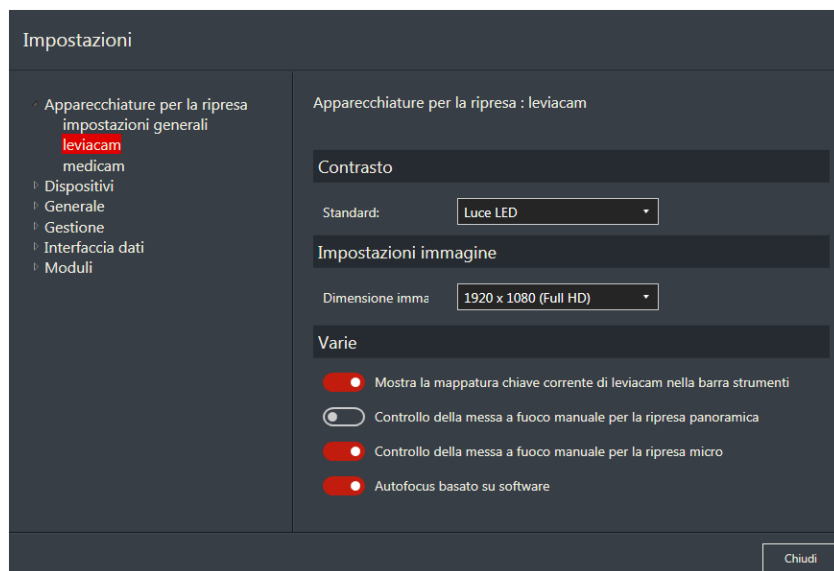 Impostazioni
Apparecchiature per la ripresa
impostazioni generali
leviacam
medicam
Dispositivi
Generale
Gestione
Interfaccia dati
Moduli
Apparecchiature per la ripresa : leviacam
Contrasto
Standard:
Luce LED
Impostazioni immagine
Dimensione imma
1920 x 1080 (Full HD)
Varie
Mostra la mappatura chiave corrente di leviacam nella barra strumenti
Controllo della messa a fuoco manuale per la ripresa panoramica
Controllo della messa a fuoco manuale per la ripresa micro
Autofocus basato su software
Chiudi